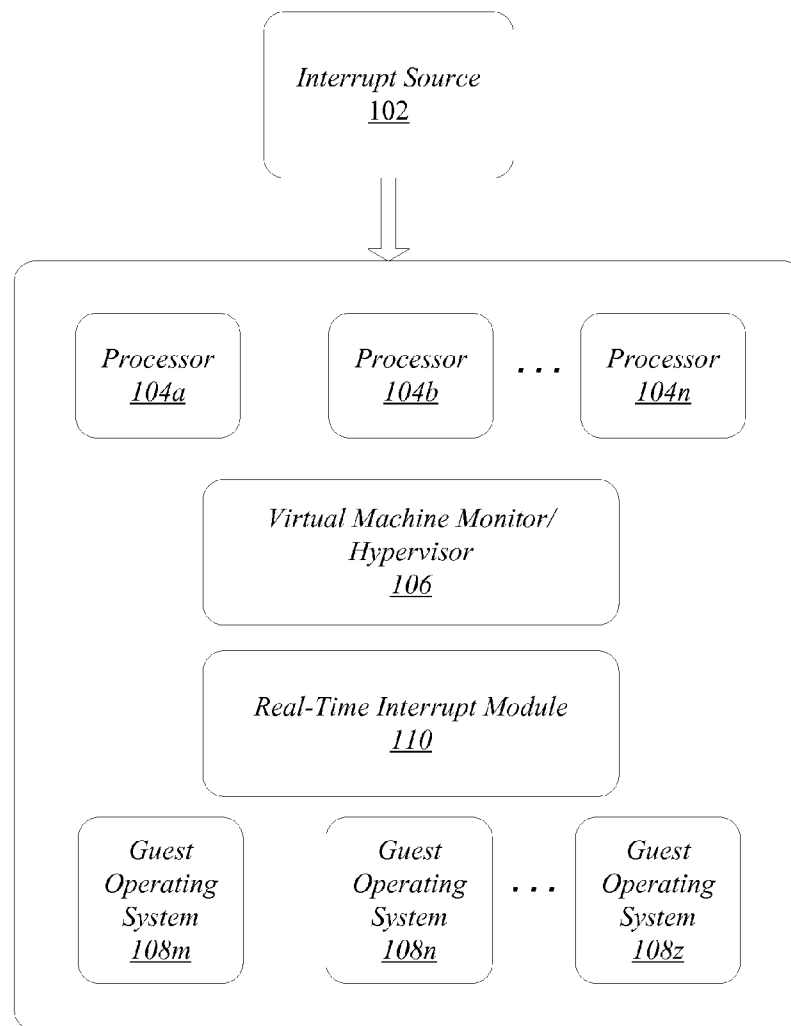 Interrupt Source
102
Processor
104a
Processor
104b
...
Processor
104n
Virtual Machine Monitor/
Hypervisor
106
Real-Time Interrupt Module
110
Guest
Operating
System
108m
Guest
Operating
System
108n
...
Guest
Operating
System
108z